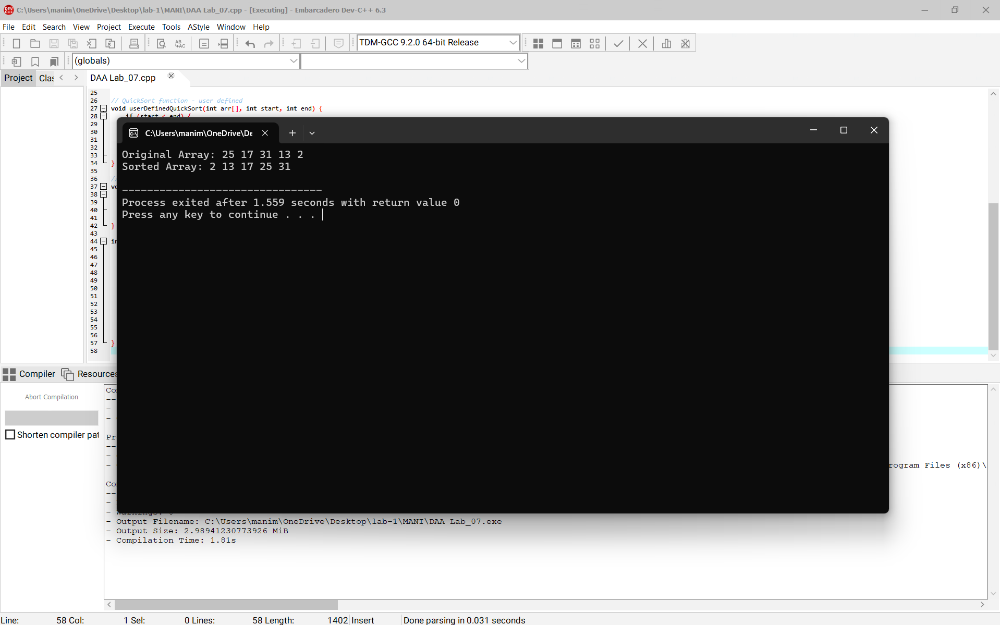 C:\Users\manim\OneDrive\Desktop\lab-1\MANI\DAA Lab_07.cpp - [Executing] - Embarcadero Dev-C++ 6.3
File Edit Search View Project Execute Tools AStyle Window Help
TDM-GCC 9.2.0 64-bit Release
(globals)
Project Clas
DAA Lab_07.cpp
25
26 // QuickSort function - user defined
27 void userDefinedQuickSort(int arr[], int start, int end) {
28 if (start < end) {
29
30
31
32
33
34 }
35
36 //
37 vo
38
39
40
41
42 }
43
44 in
45
46
47
48
49
50
51
52
53
54
55
56
57 }
58
C:\Users\manim\OneDrive\De
Original Array: 25 17 31 13 2
Sorted Array: 2 13 17 25 31
--------------------------------
Process exited after 1.559 seconds with return value 0
Press any key to continue . . .
Compiler Resources
Abort Compilation
Shorten compiler pat
Co
--
-
-
Pr
--
-
- rogram Files (x86)\
Co
--
-
-
- Output Filename: C:\Users\manim\OneDrive\Desktop\lab-1\MANI\DAA Lab_07.exe
- Output Size: 2.98941230773926 MiB
- Compilation Time: 1.81s
Line: 58 Col: 1 Sel: 0 Lines: 58 Length: 1402 Insert Done parsing in 0.031 seconds